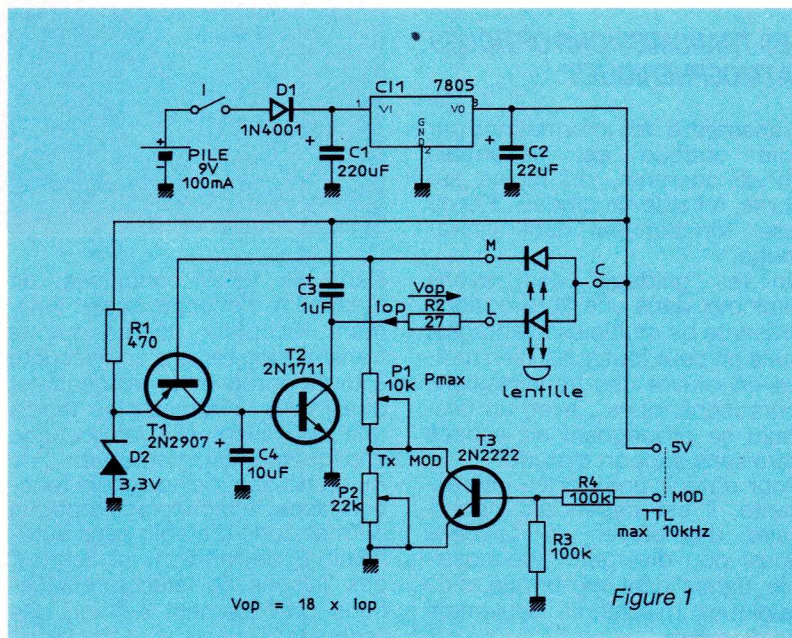 I
D1
1N4001
CI1
7805
1
VI
VO
3
GND
2
+
PILE
9V
100mA
+
C1
220uF
+
C2
22uF
M
C
+
C3
1uF
Vop
Iop
R2
27
L
lentille
R1
470
T1
2N2907
+
T2
2N1711
P1
10k
Pmax
D2
3,3V
C4
10uF
Tx MOD
T3
2N2222
P2
22k
R3
100k
R4
100k
5V
MOD
TTL
max 10kHz
Vop = 18 x Iop
Figure 1